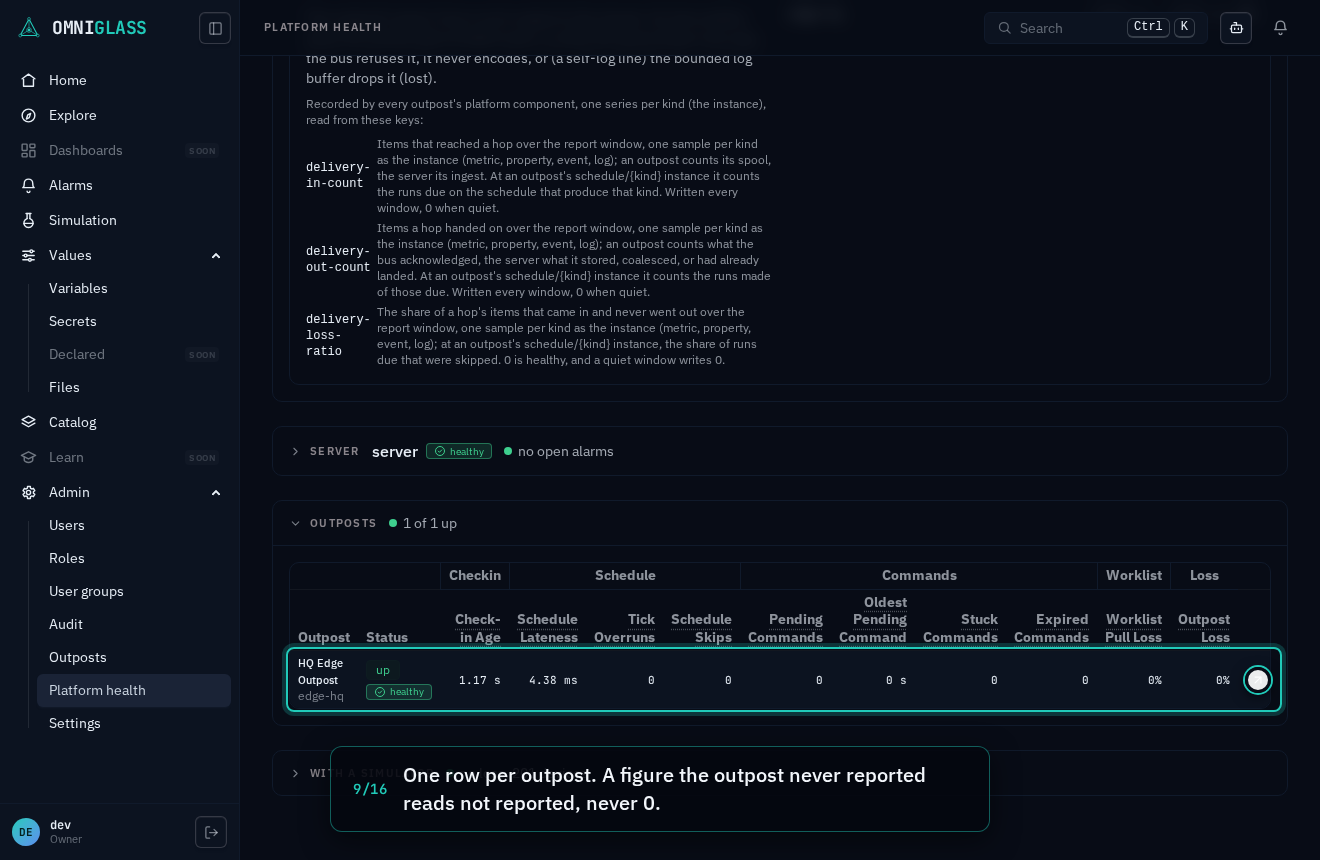 OMNIGLASS
PLATFORM HEALTH
Search
Ctrl
K
Home
Explore
Dashboards
SOON
Alarms
Simulation
Values
Variables
Secrets
Declared
SOON
Files
Catalog
Learn
SOON
Admin
Users
Roles
User groups
Audit
Outposts
Platform health
Settings
DE
dev
Owner
the bus refuses it, it never encodes, or (a self-log line) the bounded log
buffer drops it (lost).
Recorded by every outpost's platform component, one series per kind (the instance),
read from these keys:
delivery-in-count
Items that reached a hop over the report window, one sample per kind
as the instance (metric, property, event, log); an outpost counts its spool,
the server its ingest. At an outpost's schedule/{kind} instance it counts
the runs due on the schedule that produce that kind. Written every
window, 0 when quiet.
delivery-out-count
Items a hop handed on over the report window, one sample per kind as
the instance (metric, property, event, log); an outpost counts what the
bus acknowledged, the server what it stored, coalesced, or had already
landed. At an outpost's schedule/{kind} instance it counts the runs made
of those due. Written every window, 0 when quiet.
delivery-loss-ratio
The share of a hop's items that came in and never went out over the
report window, one sample per kind as the instance (metric, property,
event, log); at an outpost's schedule/{kind} instance, the share of runs
due that were skipped. 0 is healthy, and a quiet window writes 0.
SERVER server healthy no open alarms
OUTPOSTS 1 of 1 up
Checkin Schedule Commands Worklist Loss
Outpost Status Check-in Age Schedule Lateness Tick Overruns Schedule Skips Pending Commands Oldest Pending Command Stuck Commands Expired Commands Worklist Pull Loss Outpost Loss
HQ Edge Outpost
edge-hq
up
healthy
1.17 s 4.38 ms 0 0 0 0 s 0 0 0% 0%
9/16
One row per outpost. A figure the outpost never reported
reads not reported, never 0.